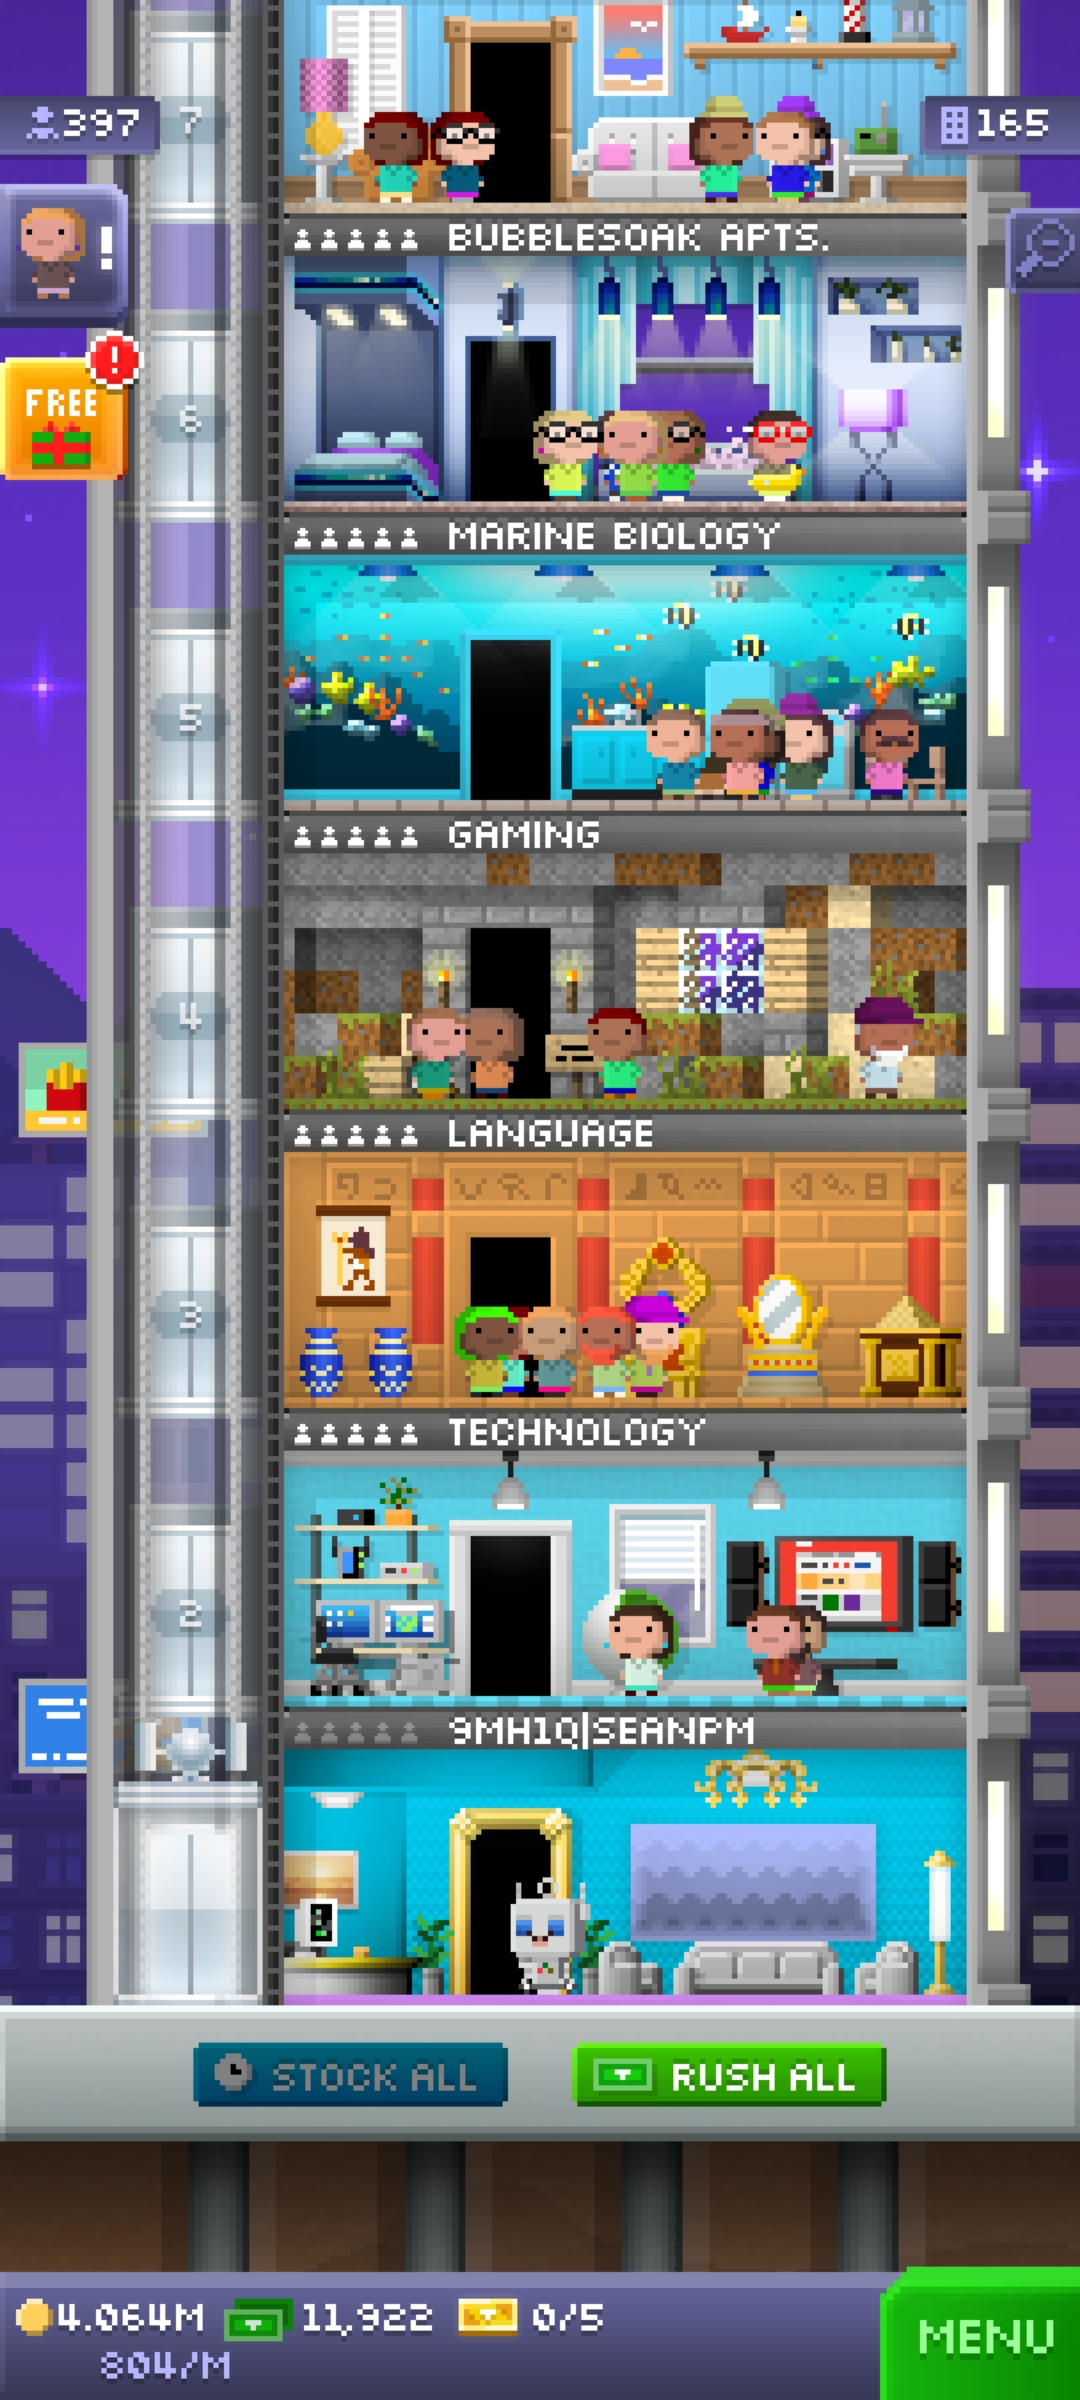 397
7
165
!
BUBBLESOAK APTS.
!
FREE
6
MARINE BIOLOGY
5
GAMING
4
LANGUAGE
3
TECHNOLOGY
2
9MH1Q|SEANPM
STOCK ALL
RUSH ALL
4.064M
11,922
0/5
804/M
MENU